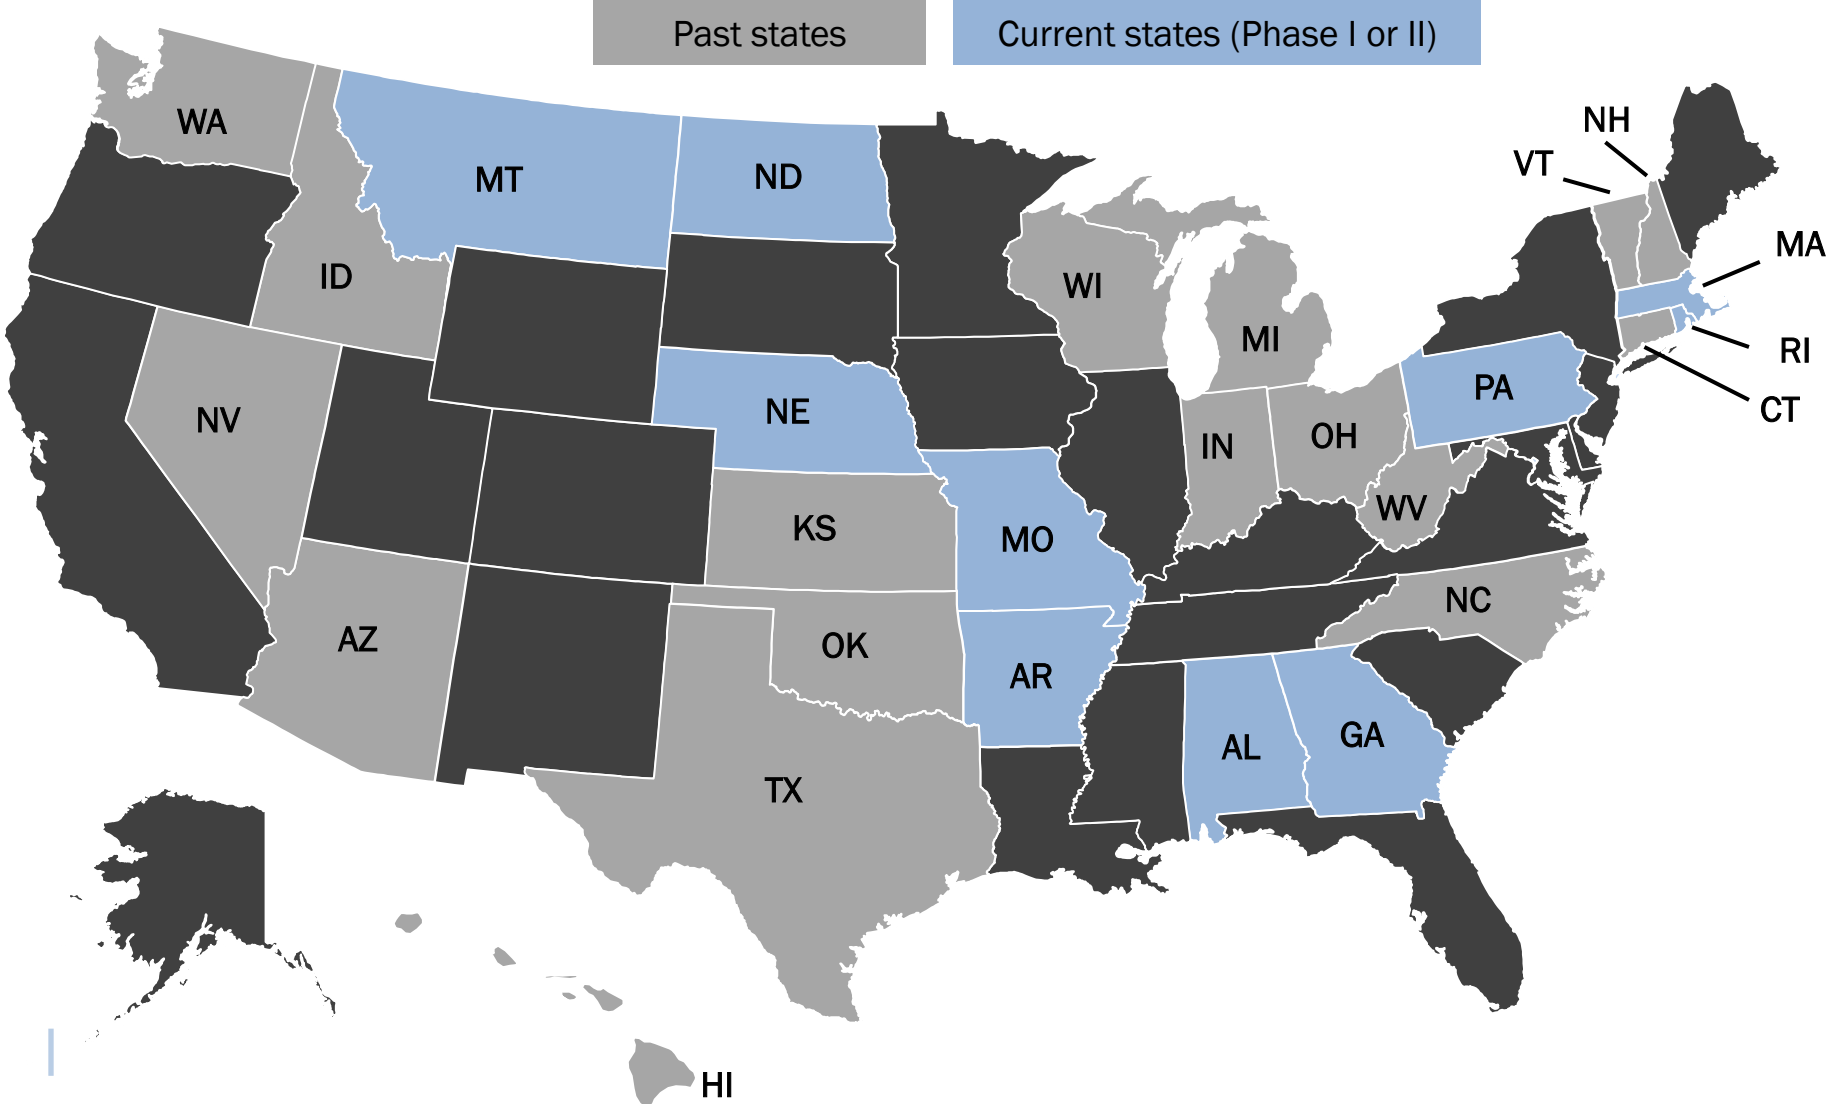 Past states
Current states (Phase I or II)
WA
NH
VT
MT
ND
MA
ID
WI
MI
RI
PA
NE
CT
NV
IN
OH
WV
KS
MO
NC
AZ
OK
AR
GA
AL
TX
HI